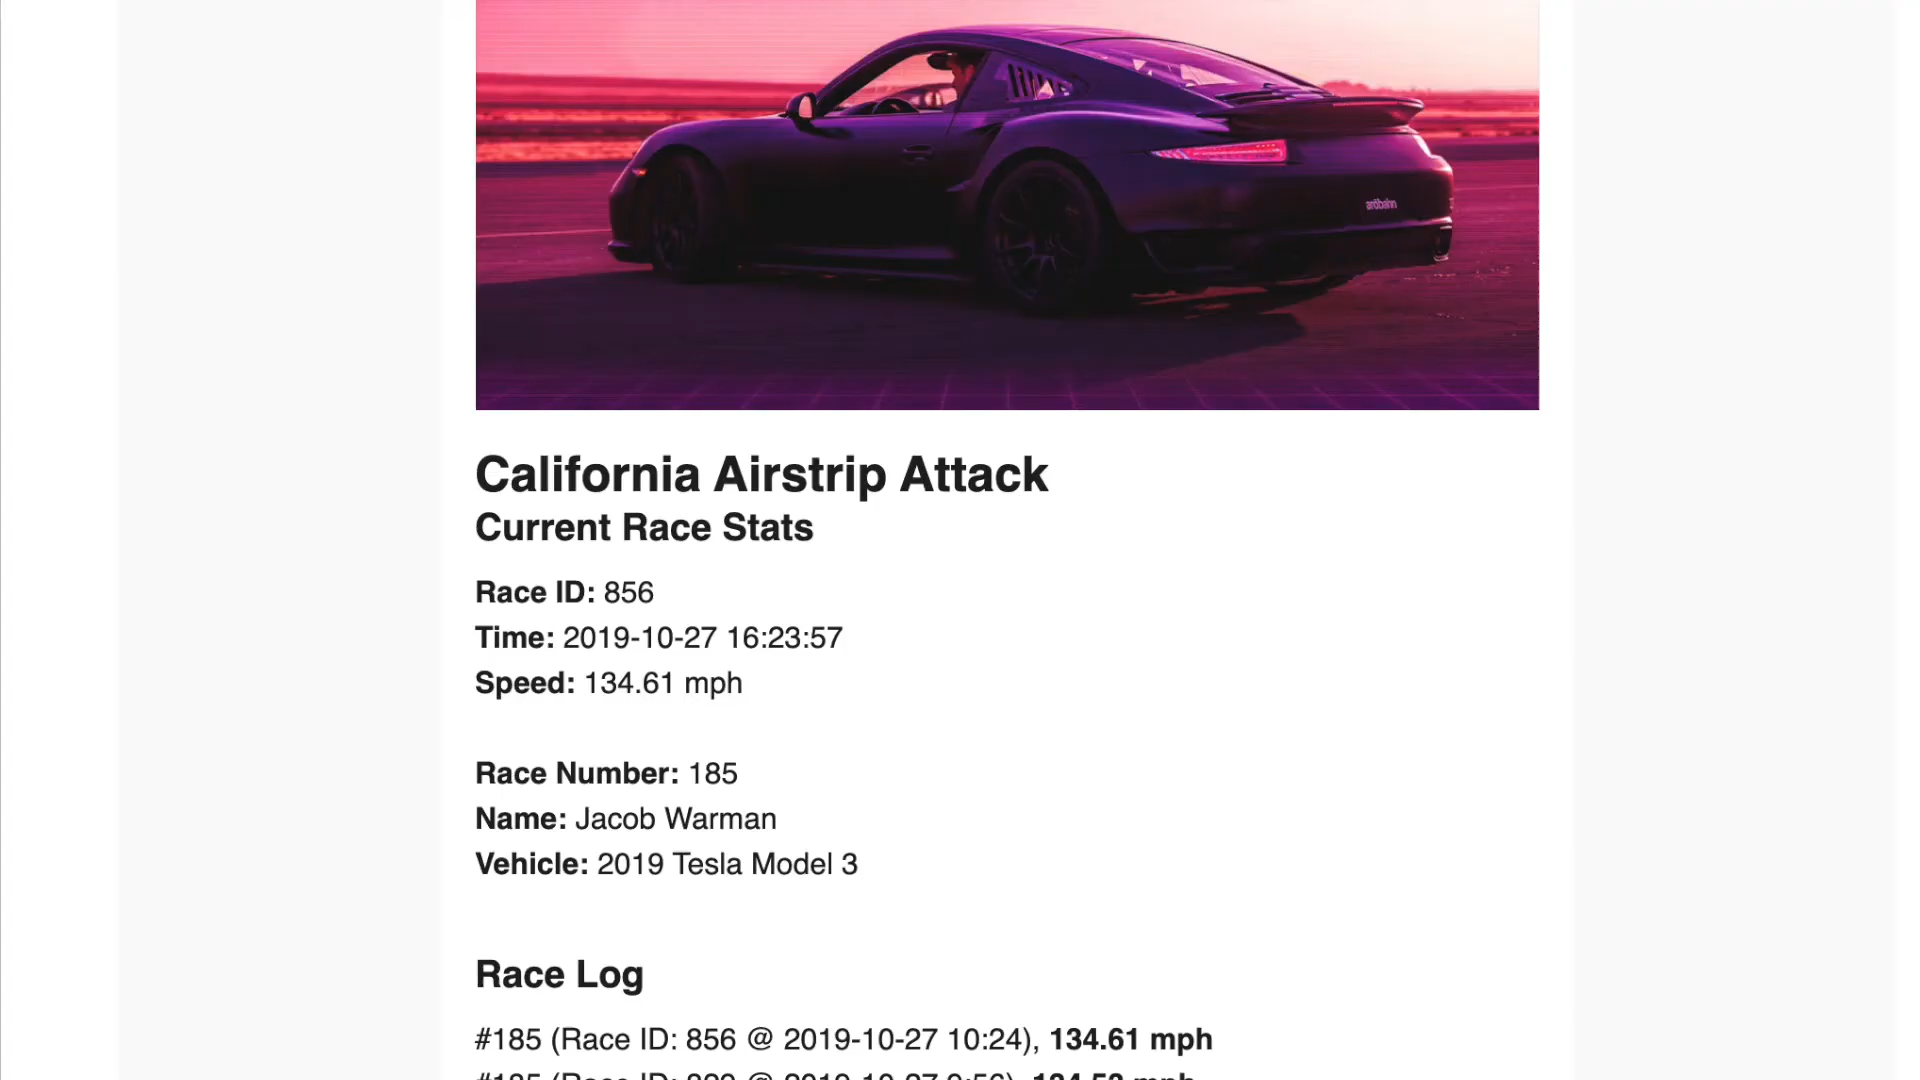 aröbahn
California Airstrip Attack
Current Race Stats
Race ID: 856
Time: 2019-10-27 16:23:57
Speed: 134.61 mph
Race Number: 185
Name: Jacob Warman
Vehicle: 2019 Tesla Model 3
Race Log
#185 (Race ID: 856 @ 2019-10-27 10:24), 134.61 mph